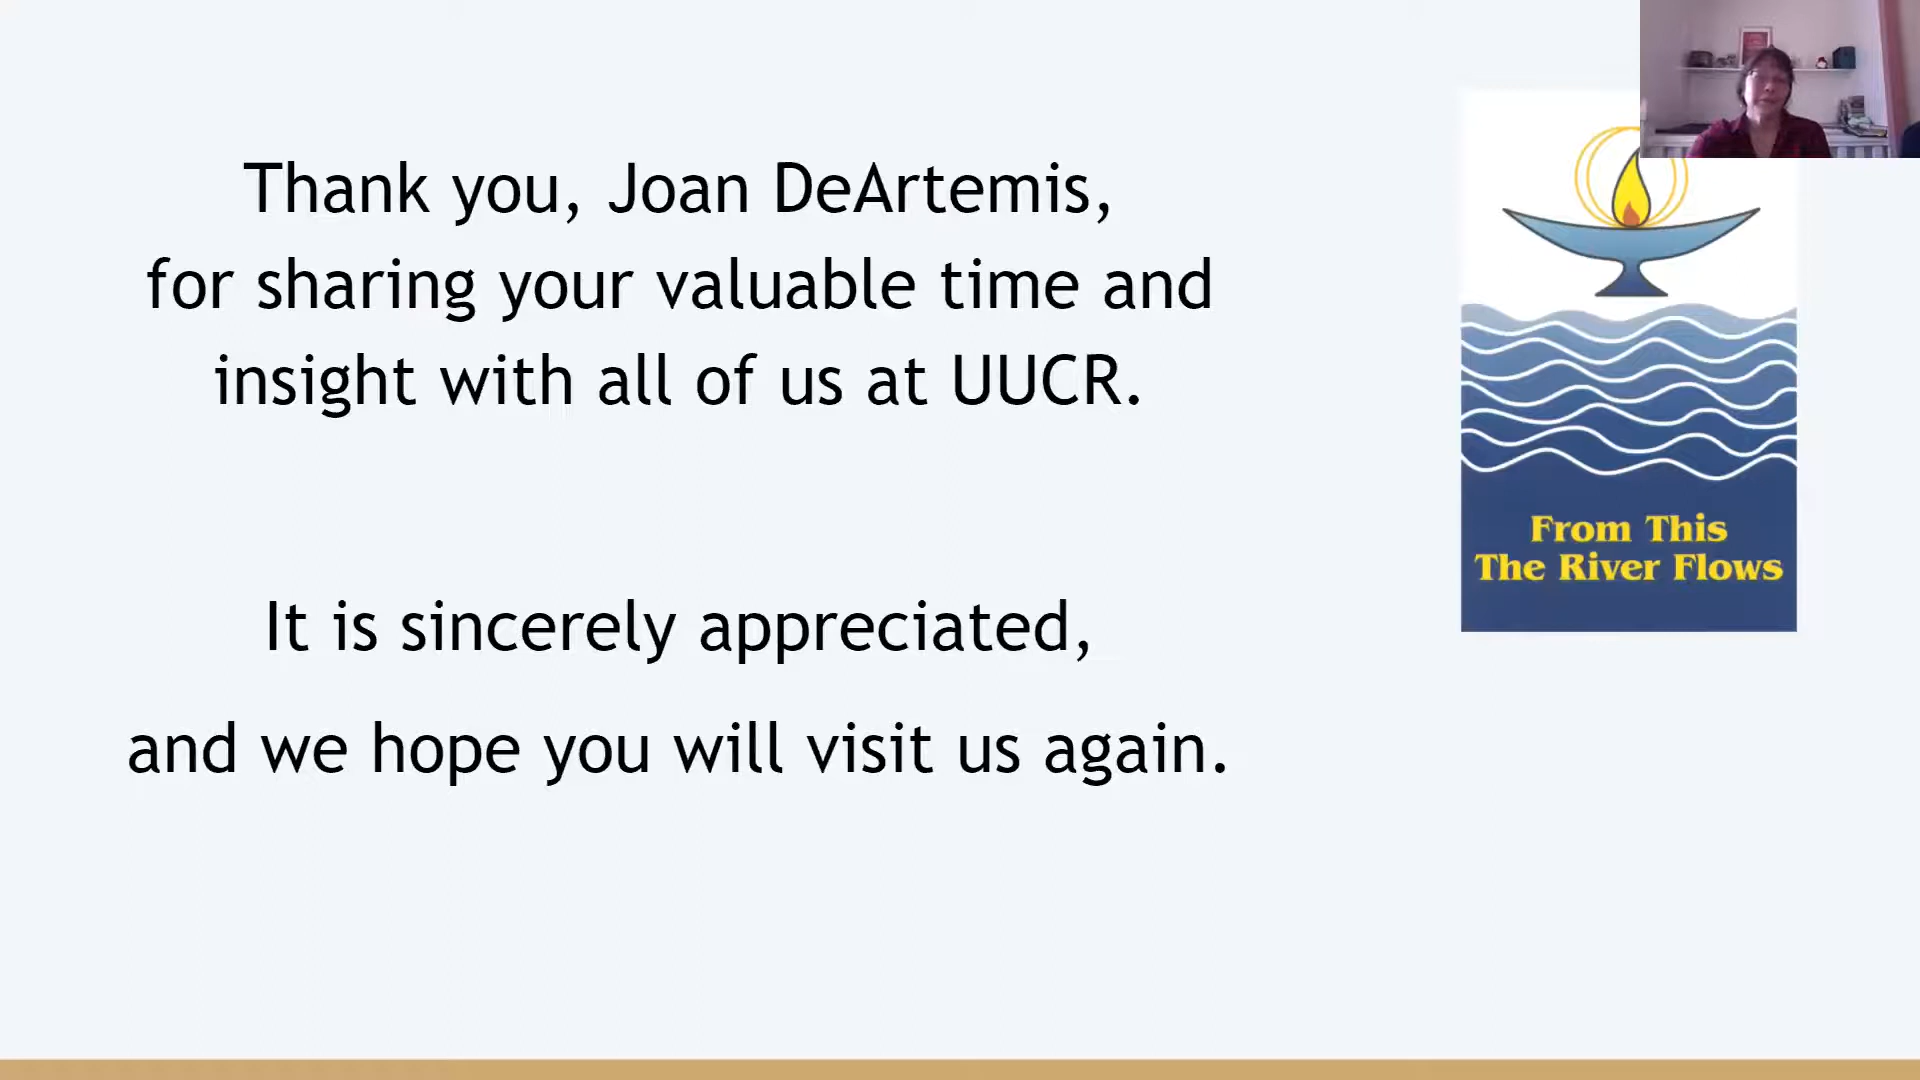 Thank you, Joan DeArtemis,
for sharing your valuable time and
insight with all of us at UUCR.
It is sincerely appreciated,
and we hope you will visit us again.
From This
The River Flows